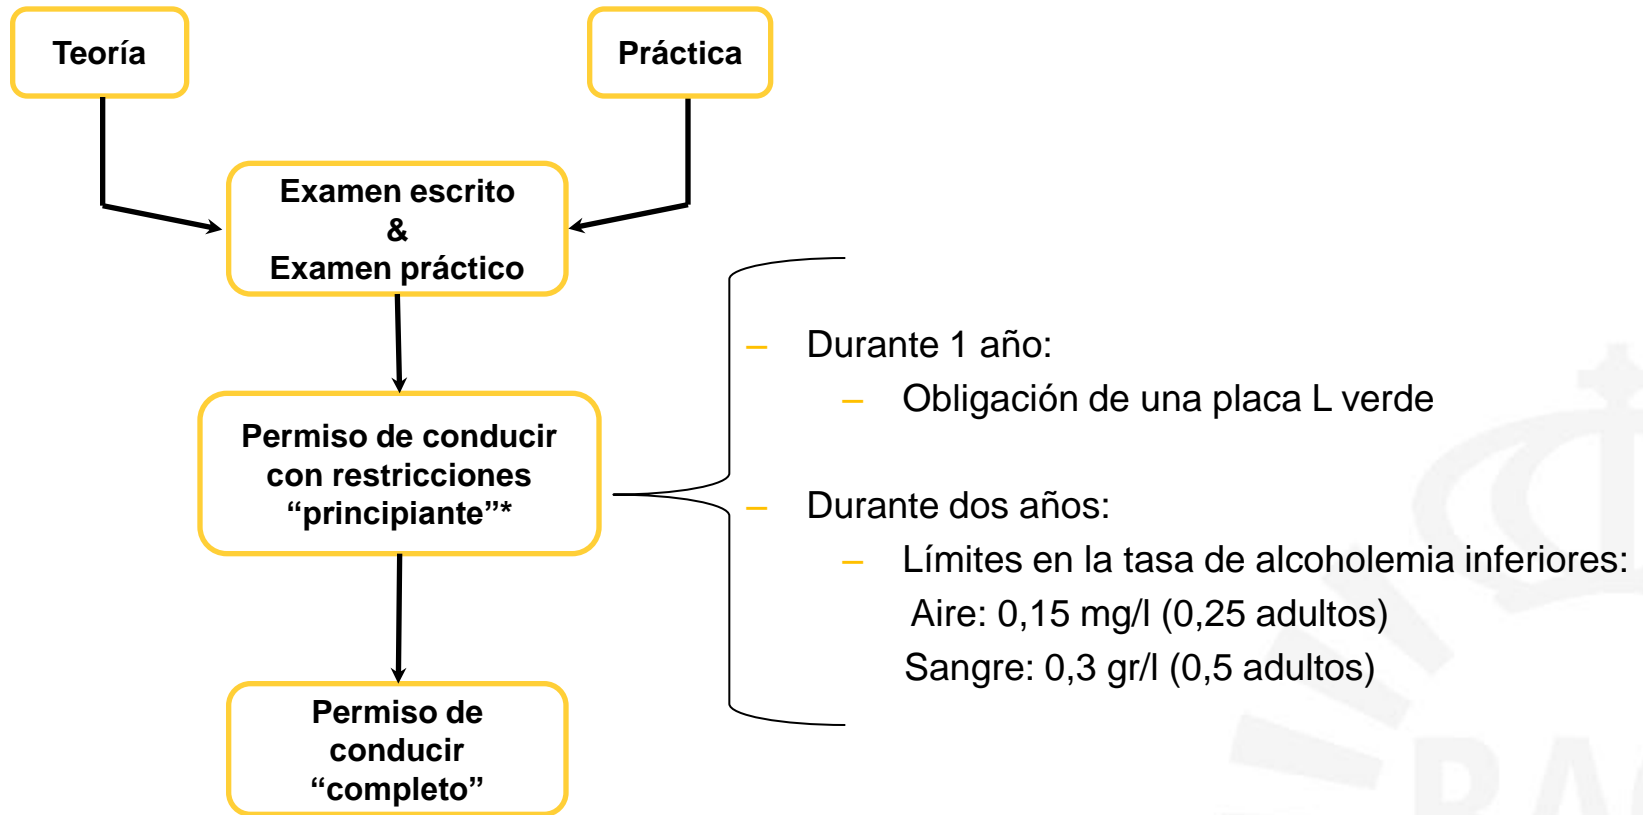 Teoría
Práctica
Examen escrito
&
Examen práctico
Permiso de conducir
con restricciones
“principiante”*
Permiso de
conducir
“completo”
– Durante 1 año:
– Obligación de una placa L verde
– Durante dos años:
– Límites en la tasa de alcoholemia inferiores:
Aire: 0,15 mg/l (0,25 adultos)
Sangre: 0,3 gr/l (0,5 adultos)